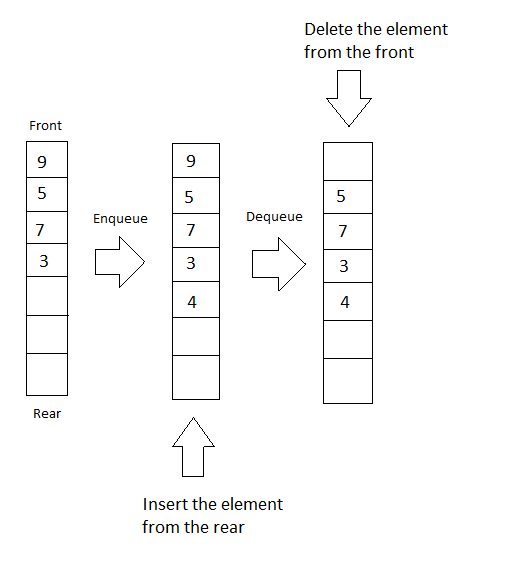 Delete the element
from the front
Front
9
5
7
3
Rear
Enqueue
9
5
7
3
4
Insert the element
from the rear
Dequeue
5
7
3
4